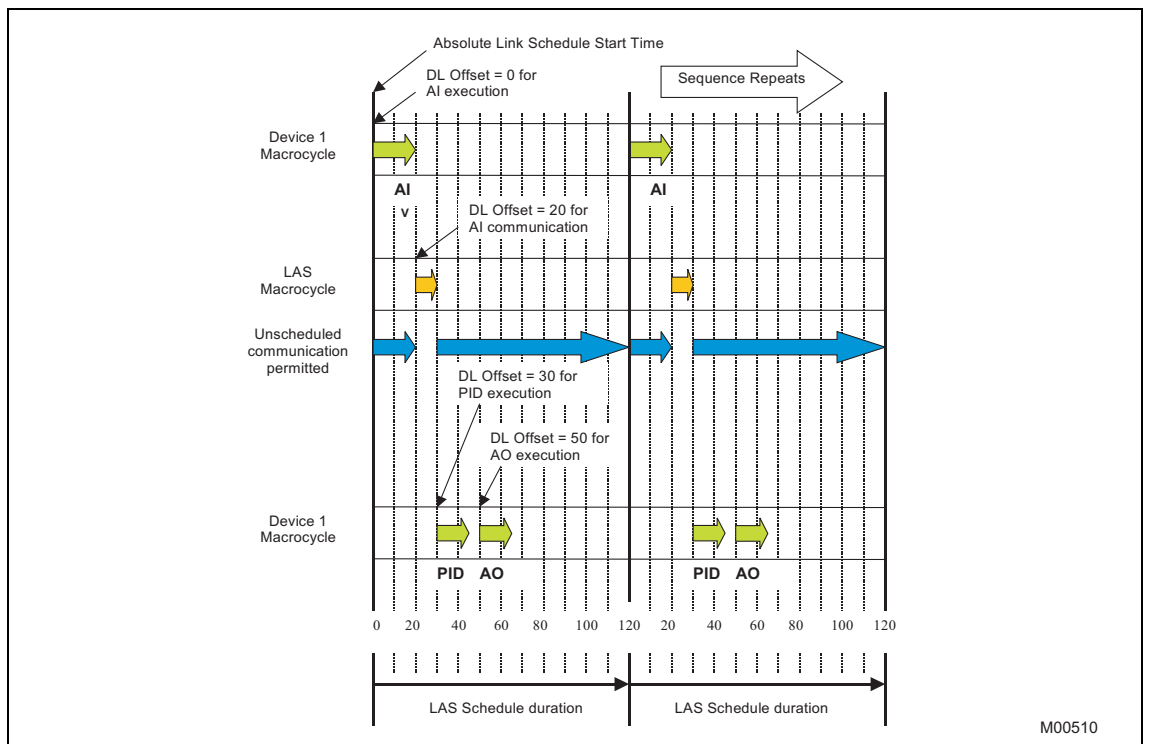 Absolute Link Schedule Start Time
DL Offset = 0 for
AI execution
Sequence Repeats
Device 1
Macrocycle
AI
AI
v
DL Offset = 20 for
AI communication
LAS
Macrocycle
Unscheduled
communication
permitted
DL Offset = 30 for
PID execution
DL Offset = 50 for
AO execution
Device 1
Macrocycle
PID AO PID AO
0 20 40 60 80 100 120 20 40 60 80 100 120
LAS Schedule duration LAS Schedule duration
M00510